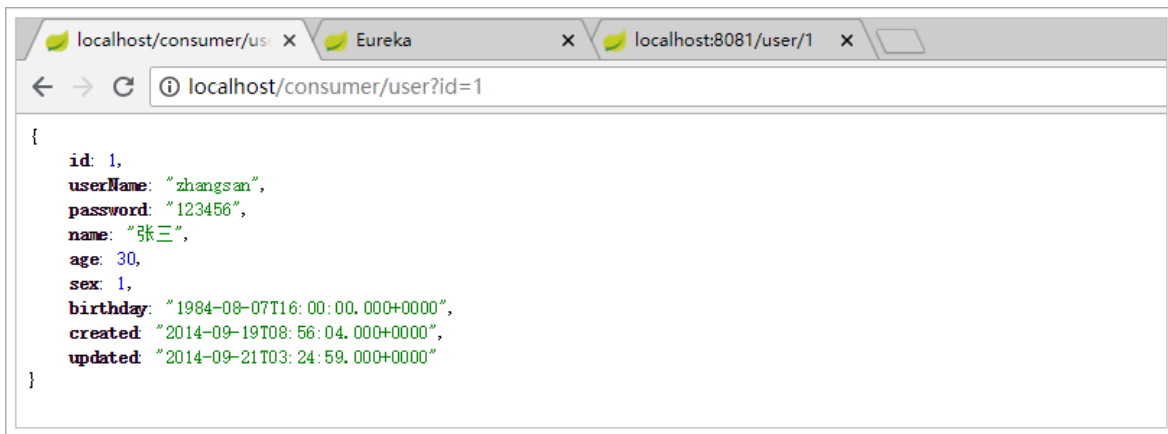 localhost/consumer/us
Eureka
localhost:8081/user/1
localhost/consumer/user?id=1
{
id: 1,
userName: "zhangsan",
password: "123456",
name: "张三",
age: 30,
sex: 1,
birthday: "1984-08-07T16:00:00.000+0000",
created: "2014-09-19T08:56:04.000+0000",
updated: "2014-09-21T03:24:59.000+0000"
}